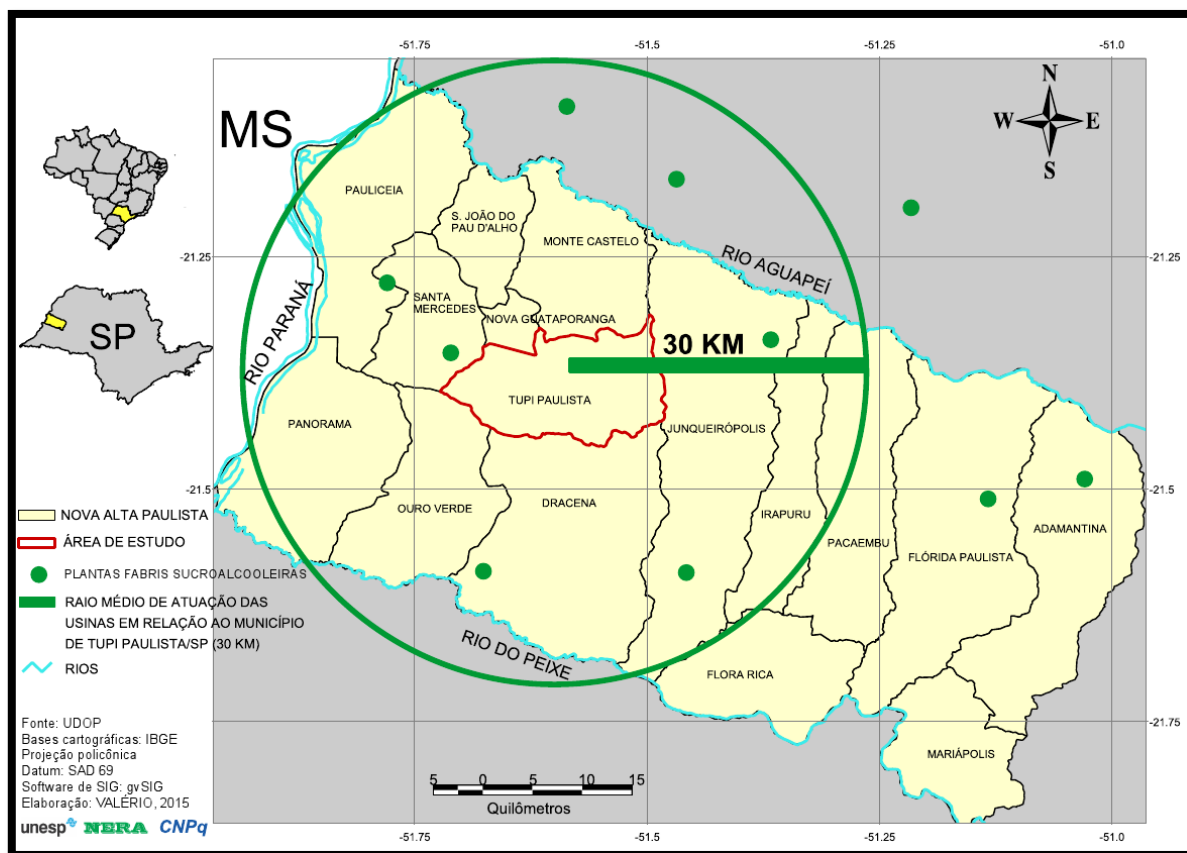 -51.75
-51.5
-51.25
-51.0
MS
N
W
E
S
PAULICEIA
S. JOÃO DO
PAU D'ALHO
MONTE CASTELO
RIO AGUAPEÍ
-21.25
-21.25
SANTA
MERCEDES
NOVA GUATAPORANGA
RIO PARANÁ
SP
30 KM
TUPI PAULISTA
PANORAMA
JUNQUEIRÓPOLIS
-21.5
-21.5
OURO VERDE
DRACENA
IRAPURU
PACAEMBU
FLÓRIDA PAULISTA
ADAMANTINA
NOVA ALTA PAULISTA
ÁREA DE ESTUDO
PLANTAS FABRIS SUCROALCOOLEIRAS
RAIO MÉDIO DE ATUAÇÃO DAS
USINAS EM RELAÇÃO AO MUNICÍPIO
DE TUPI PAULISTA/SP (30 KM)
RIOS
RIO DO PEIXE
FLORA RICA
-21.75
MARIÁPOLIS
Fonte: UDOP
Bases cartográficas: IBGE
Projeção policônica
Datum: SAD 69
Software de SIG: gvSIG
Elaboração: VALÉRIO, 2015
unesp NERA CNPq
5 0 5 10 15
Quilômetros
-51.75
-51.5
-51.25
-51.0